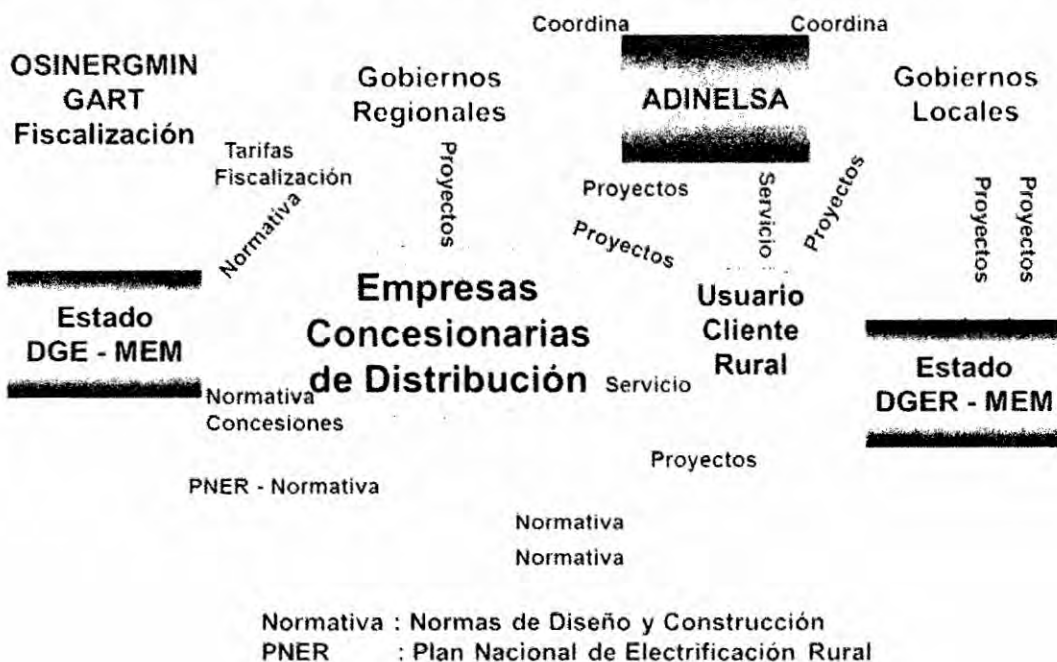 Coordina
Coordina
OSINERGMIN
GART
Fiscalización
Gobiernos
Regionales
ADINELSA
Gobiernos
Locales
Tarifas
Fiscalización
Normativa
Proyectos
Proyectos
Proyectos
Servicio
Proyectos
Proyectos
Proyectos
Estado
DGE - MEM
Empresas
Concesionarias
de Distribución
Usuario
Cliente
Rural
Estado
DGER - MEM
Servicio
Normativa
Concesiones
Proyectos
PNER - Normativa
Normativa
Normativa
Normativa : Normas de Diseño y Construcción
PNER : Plan Nacional de Electrificación Rural